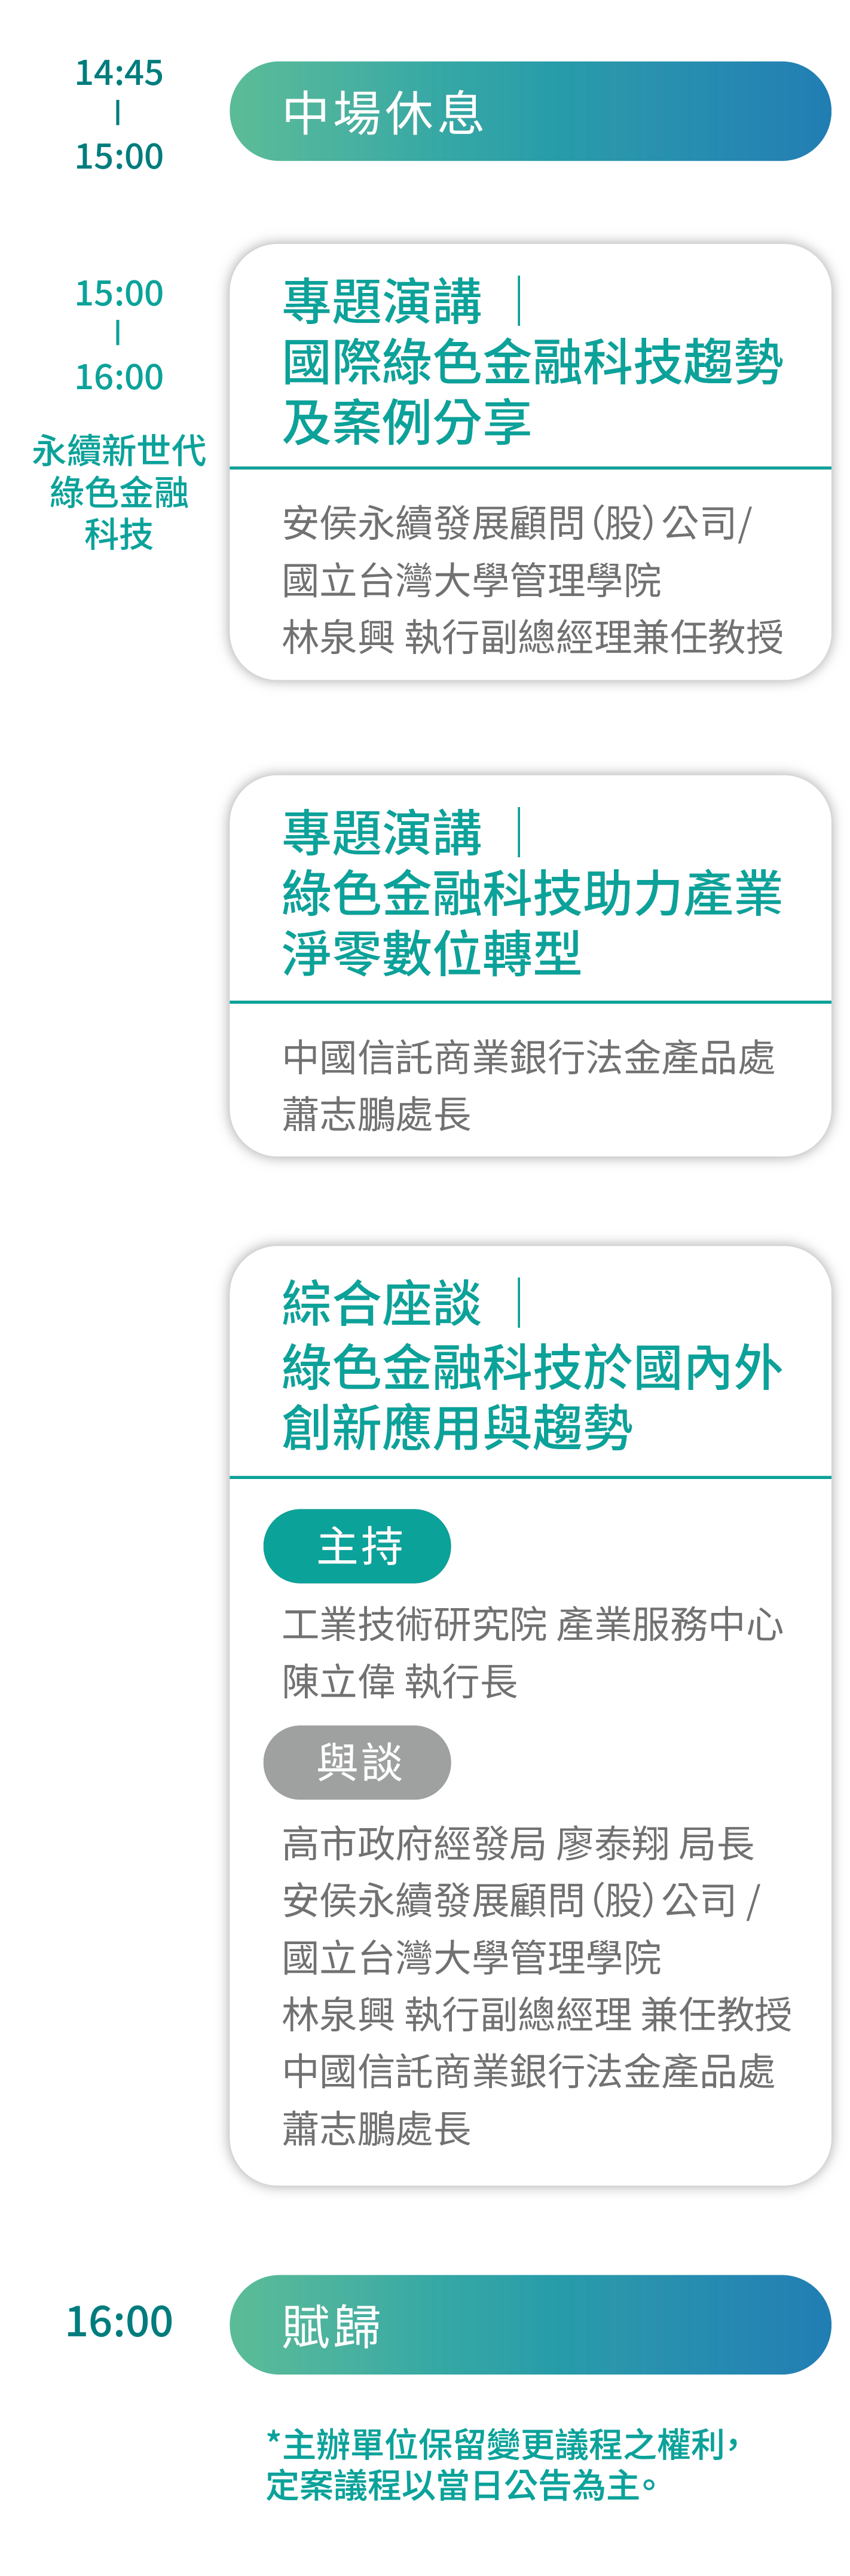 14:45
|
15:00
中場休息
15:00
|
16:00
永續新世代
綠色金融
科技
專題演講｜
國際綠色金融科技趨勢
及案例分享
安侯永續發展顧問(股)公司/
國立台灣大學管理學院
林泉興 執行副總經理兼任教授
專題演講｜
綠色金融科技助力產業
淨零數位轉型
中國信託商業銀行法金產品處
蕭志鵬處長
綜合座談｜
綠色金融科技於國內外
創新應用與趨勢
主持
工業技術研究院 產業服務中心
陳立偉 執行長
與談
高市政府經發局 廖泰翔 局長
安侯永續發展顧問(股)公司 /
國立台灣大學管理學院
林泉興 執行副總經理 兼任教授
中國信託商業銀行法金產品處
蕭志鵬處長
16:00
賦歸
*主辦單位保留變更議程之權利，
定案議程以當日公告為主。